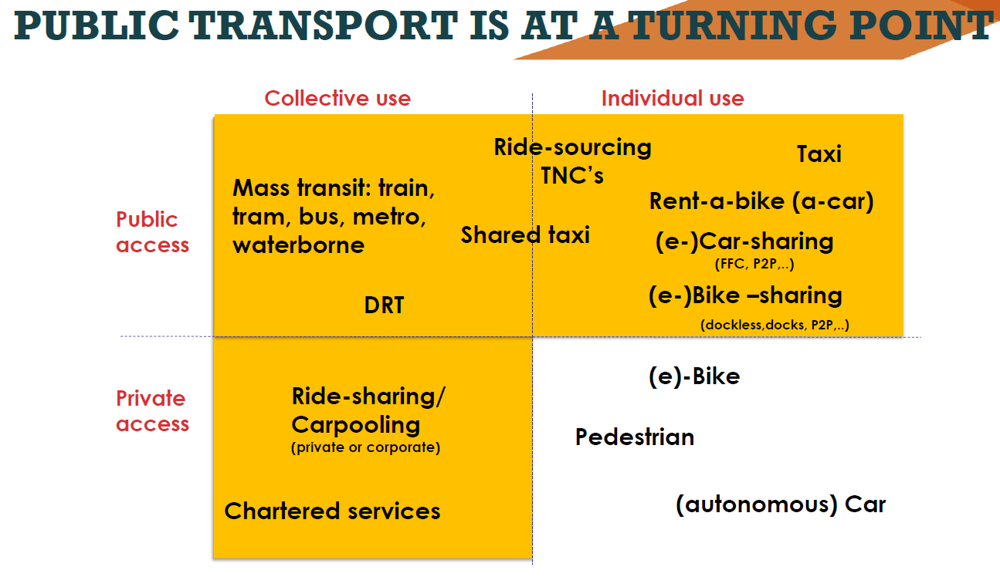 PUBLIC TRANSPORT IS AT A TURNING POINT
Collective use
Individual use
Public
access
Mass transit: train,
tram, bus, metro,
waterborne
DRT
Ride-sourcing
TNC’s
Shared taxi
Taxi
Rent-a-bike (a-car)
(e-)Car-sharing
(FFC, P2P,..)
(e-)Bike –sharing
(dockless,docks, P2P,..)
Private
access
Ride-sharing/
Carpooling
(private or corporate)
Chartered services
(e)-Bike
Pedestrian
(autonomous) Car